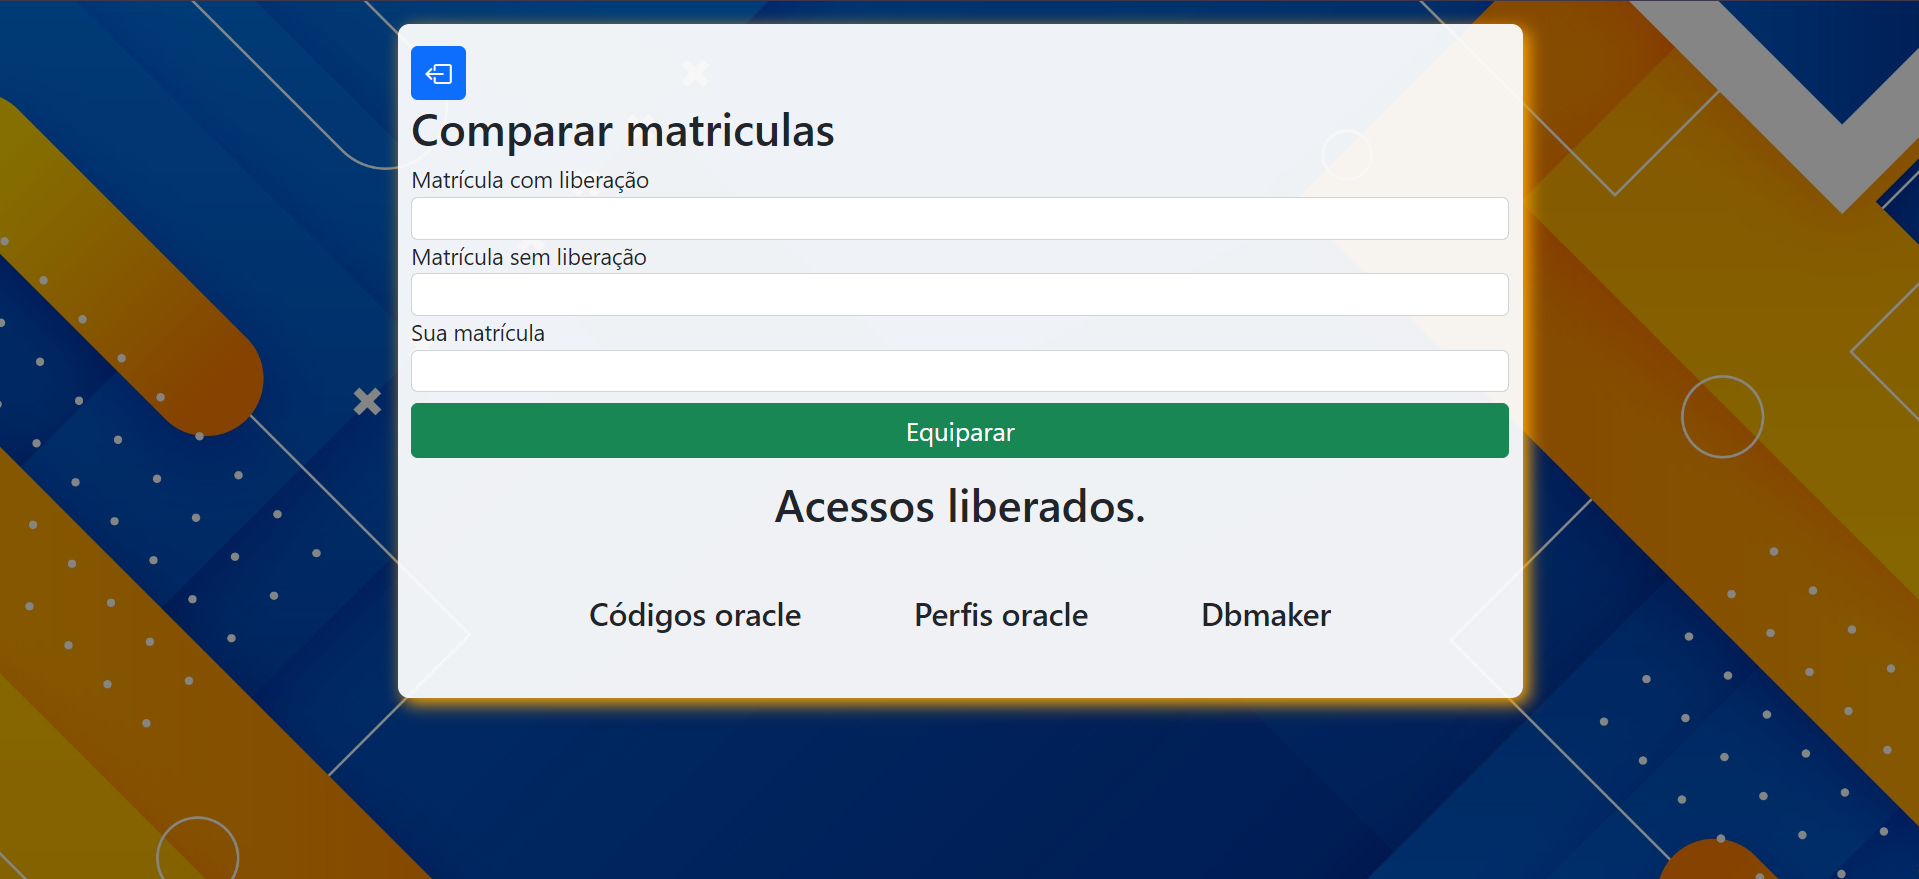 Comparar matriculas
Matrícula com liberação
Matrícula sem liberação
Sua matrícula
Equiparar
Acessos liberados.
Códigos oracle Perfis oracle Dbmaker